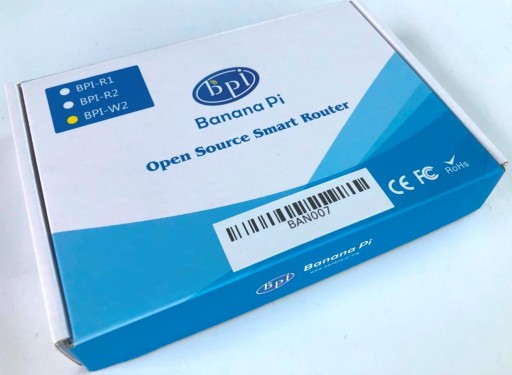 BPI-R1
BPI-R2
BPI-W2
bpi
Banana Pi
Open Source Smart Router
BAN007
CE FC RoHs
bpi
Banana Pi